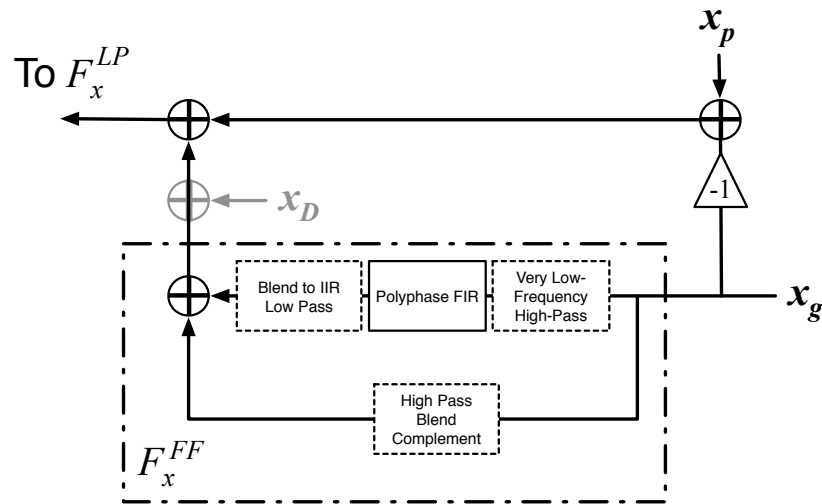 x_p
To F_x^{LP}
-1
x_D
Blend to IIR
Low Pass
Polyphase FIR
Very Low-
Frequency
High-Pass
x_g
High Pass
Blend
Complement
F_x^{FF}